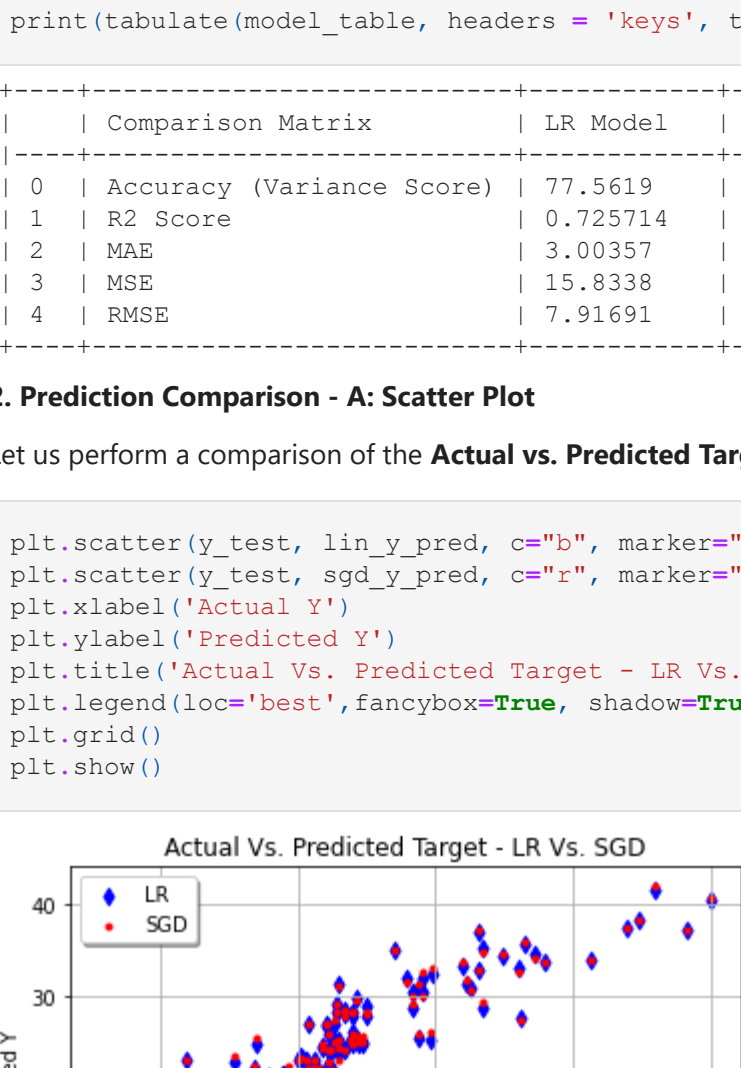 print(tabulate(model_table, headers = 'keys', t
+----+---------------------------+------------+-
|    | Comparison Matrix         | LR Model   |
|----+---------------------------+------------+-
| 0  | Accuracy (Variance Score) | 77.5619    |
| 1  | R2 Score                  | 0.725714   |
| 2  | MAE                       | 3.00357    |
| 3  | MSE                       | 15.8338    |
| 4  | RMSE                      | 7.91691    |
+----+---------------------------+------------+-
2. Prediction Comparison - A: Scatter Plot
Let us perform a comparison of the Actual vs. Predicted Targ
plt.scatter(y_test, lin_y_pred, c="b", marker="
plt.scatter(y_test, sgd_y_pred, c="r", marker="
plt.xlabel('Actual Y')
plt.ylabel('Predicted Y')
plt.title('Actual Vs. Predicted Target - LR Vs.
plt.legend(loc='best',fancybox=True, shadow=Tru
plt.grid()
plt.show()
Actual Vs. Predicted Target - LR Vs. SGD
LR
SGD
40
30
ed Y